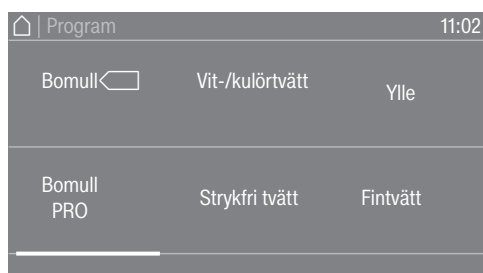 | Program 11:02
Bomull Vit-/kulörtvätt Ylle
Bomull PRO Strykfri tvätt Fintvätt